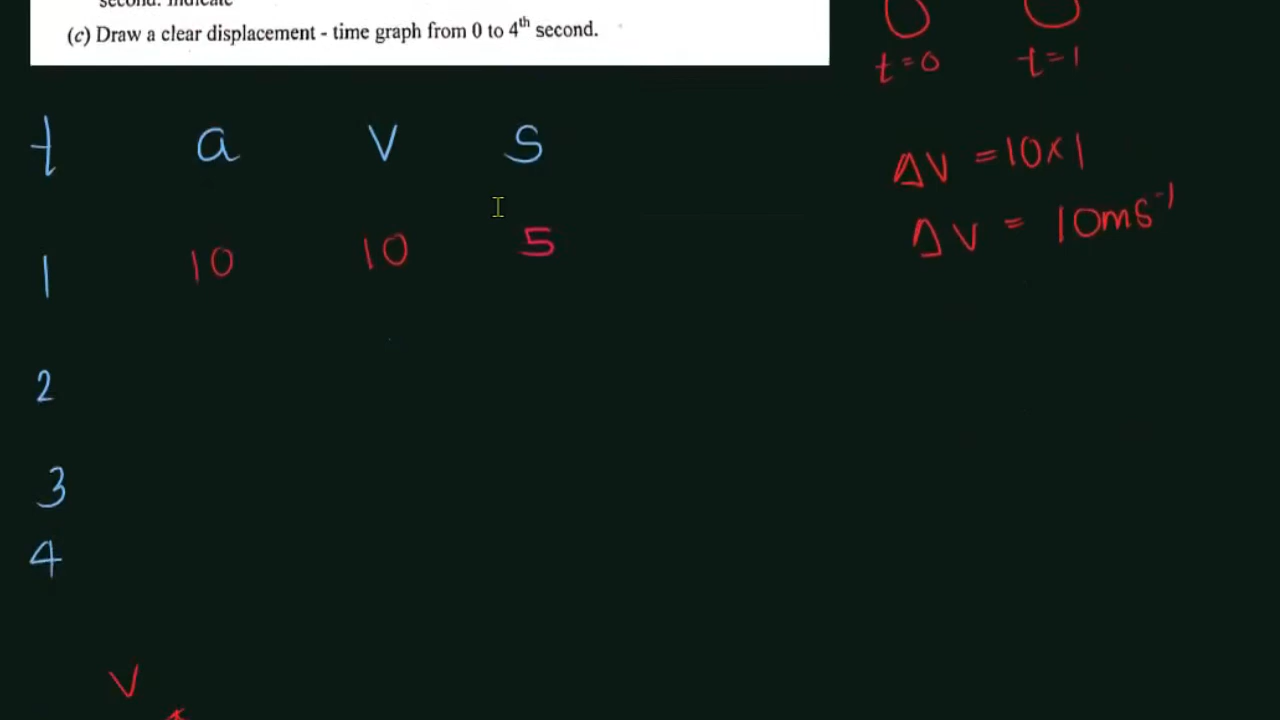 second. Indicate
(c) Draw a clear displacement - time graph from 0 to 4th second.
t=0 t=1
t a v s
ΔV = 10×1
ΔV = 10ms⁻¹
1 10 10 5
2
3
4
V